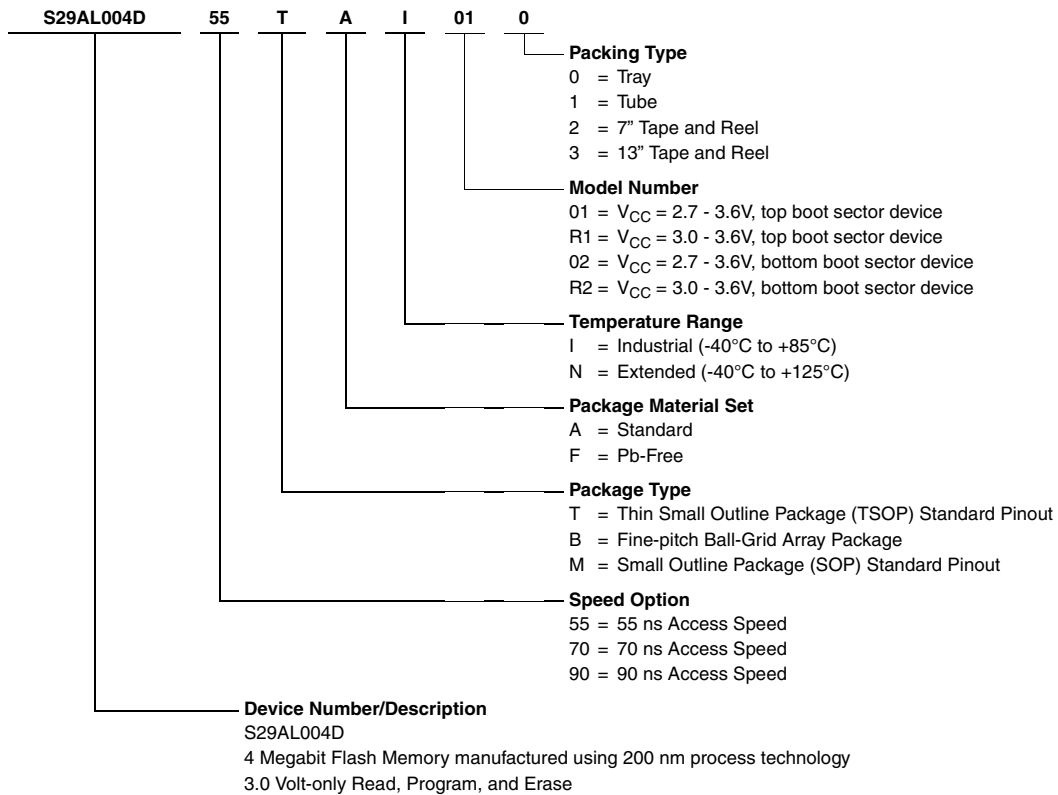 S29AL004D 55 T A I 01 0
Packing Type
0 = Tray
1 = Tube
2 = 7” Tape and Reel
3 = 13” Tape and Reel
Model Number
01 = VCC = 2.7 - 3.6V, top boot sector device
R1 = VCC = 3.0 - 3.6V, top boot sector device
02 = VCC = 2.7 - 3.6V, bottom boot sector device
R2 = VCC = 3.0 - 3.6V, bottom boot sector device
Temperature Range
I = Industrial (-40°C to +85°C)
N = Extended (-40°C to +125°C)
Package Material Set
A = Standard
F = Pb-Free
Package Type
T = Thin Small Outline Package (TSOP) Standard Pinout
B = Fine-pitch Ball-Grid Array Package
M = Small Outline Package (SOP) Standard Pinout
Speed Option
55 = 55 ns Access Speed
70 = 70 ns Access Speed
90 = 90 ns Access Speed
Device Number/Description
S29AL004D
4 Megabit Flash Memory manufactured using 200 nm process technology
3.0 Volt-only Read, Program, and Erase